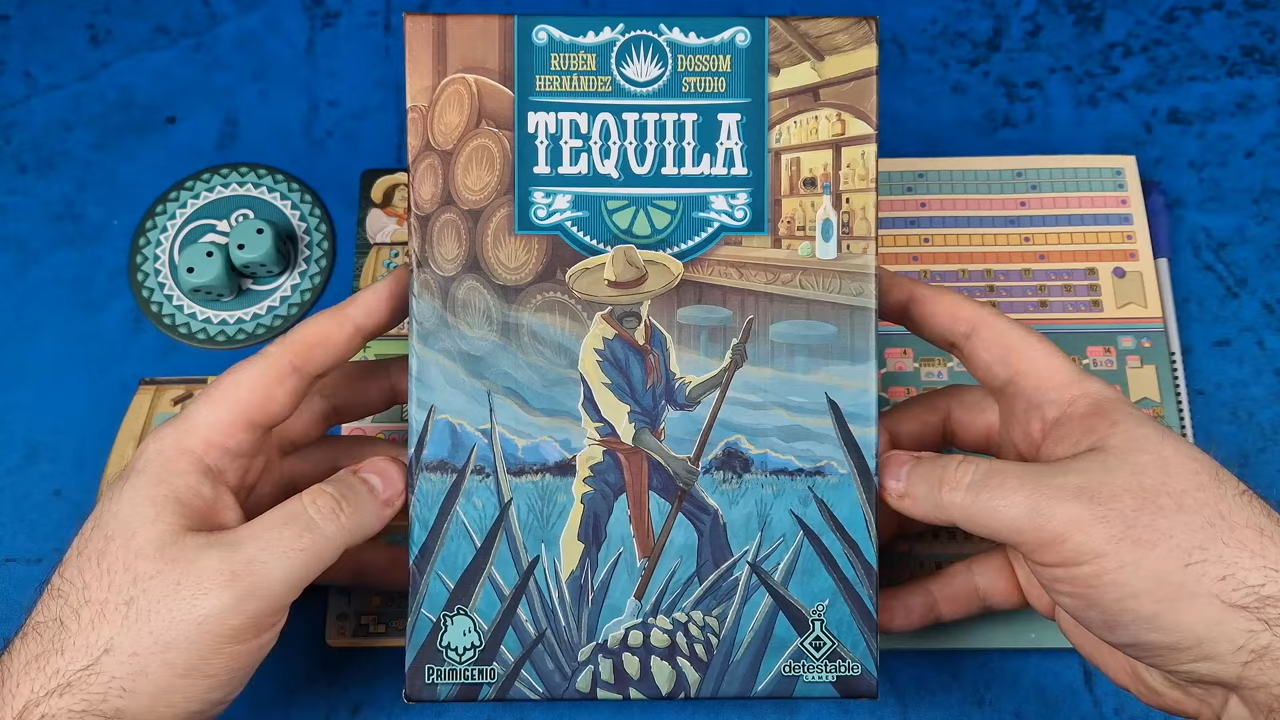 RUBÉN
HERNÁNDEZ
DOSSOM
STUDIO
TEQUILA
PRIMIGENIO
detestable
GAMES